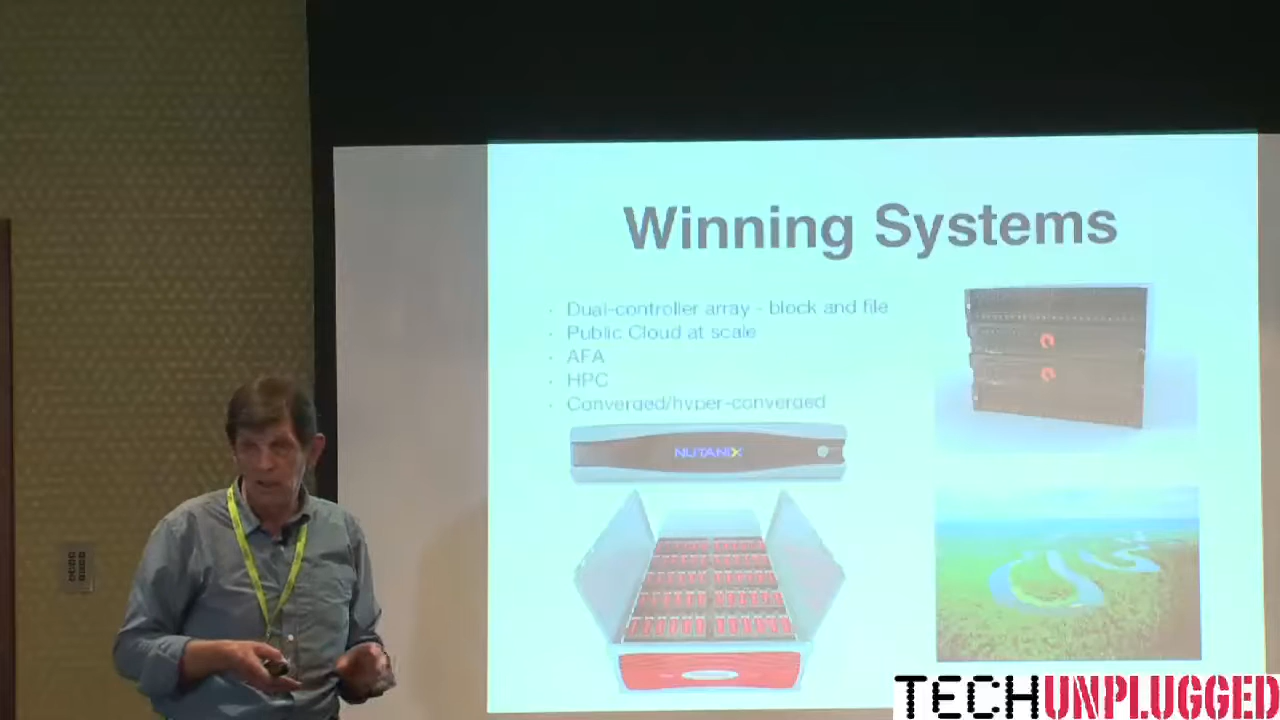 Winning Systems
· Dual-controller array - block and file
· Public Cloud at scale
· AFA
· HPC
· Converged/hyper-converged
NUTANIX
TECHUNPLUGGED